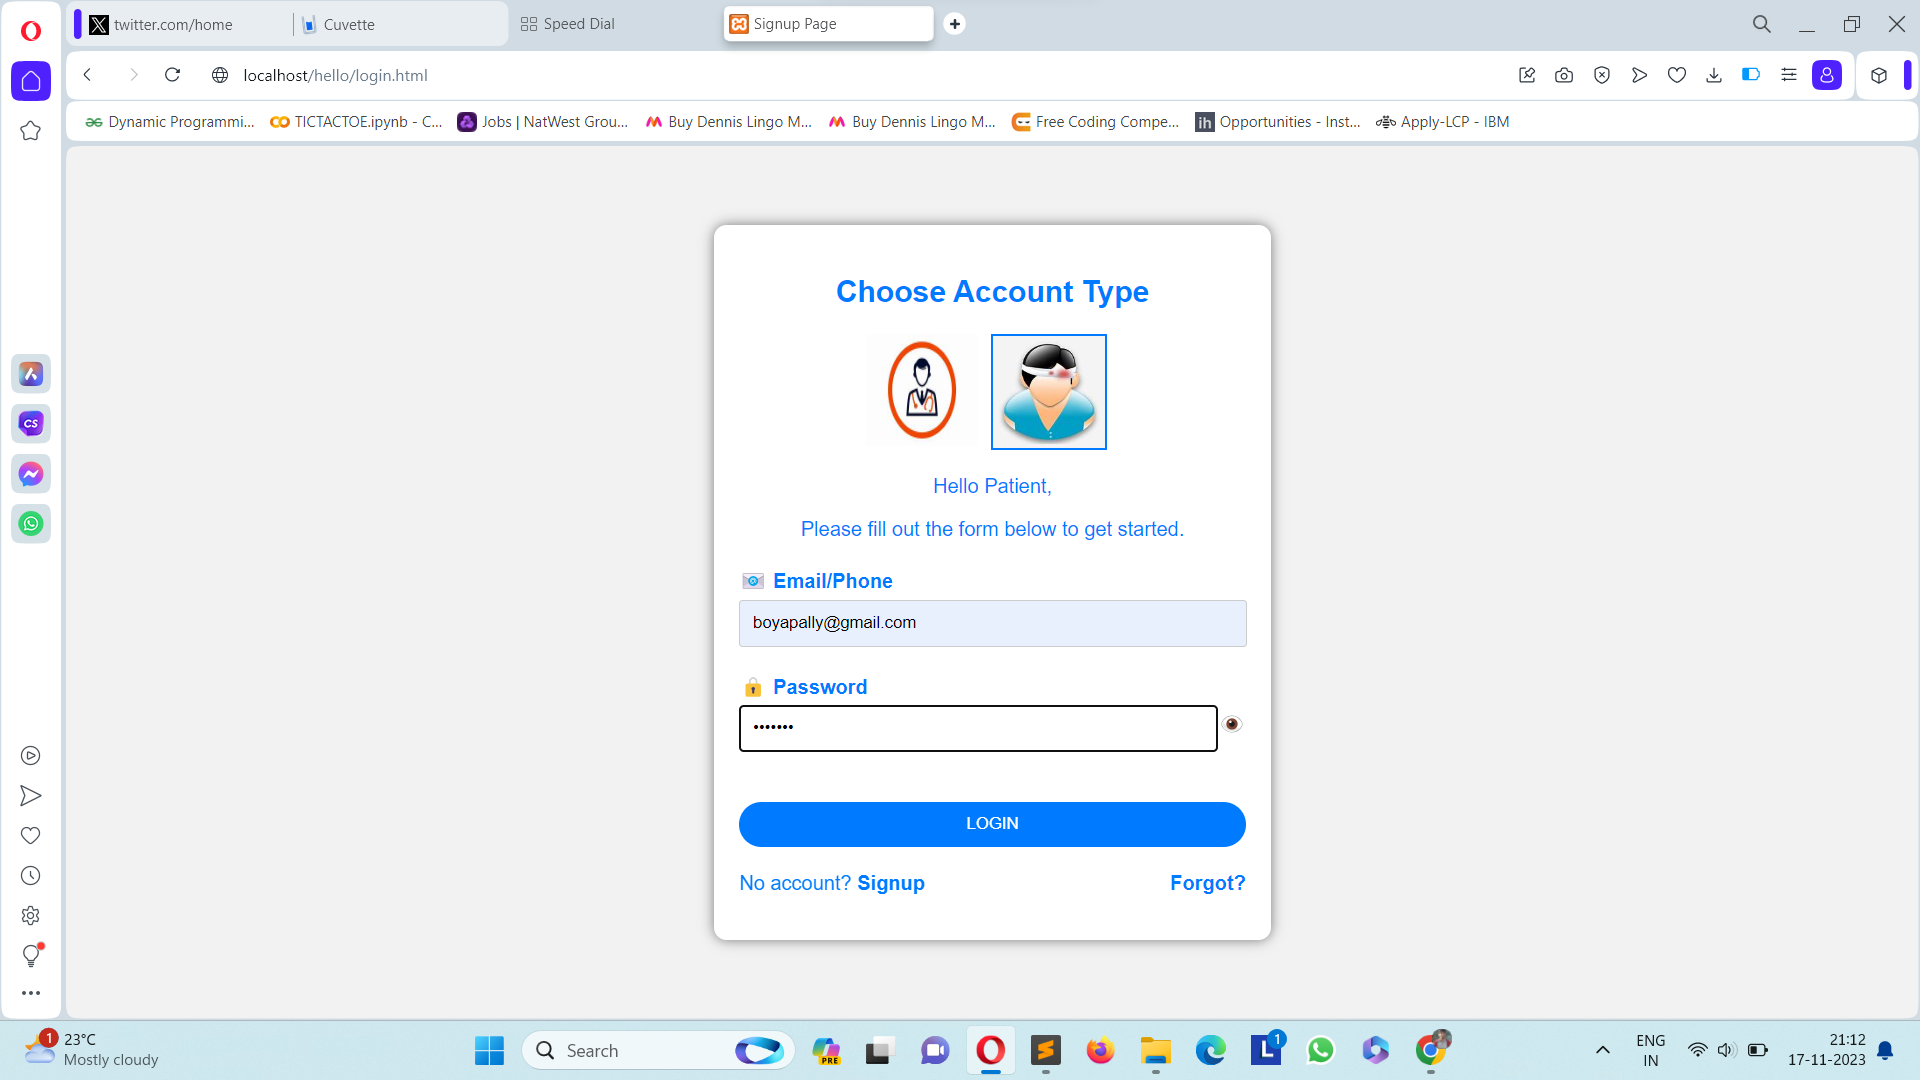 twitter.com/home
Cuvette
Speed Dial
Signup Page
localhost/hello/login.html
Dynamic Programmi...
TICTACTOE.ipynb - C...
Jobs | NatWest Grou...
Buy Dennis Lingo M...
Buy Dennis Lingo M...
Free Coding Compe...
ih
Opportunities - Inst...
Apply-LCP - IBM
CS
Choose Account Type
Hello Patient,
Please fill out the form below to get started.
Email/Phone
boyapally@gmail.com
Password
LOGIN
No account? Signup
Forgot?
1
23°C
Mostly cloudy
Search
PRE
L
1
ENG
IN
21:12
17-11-2023